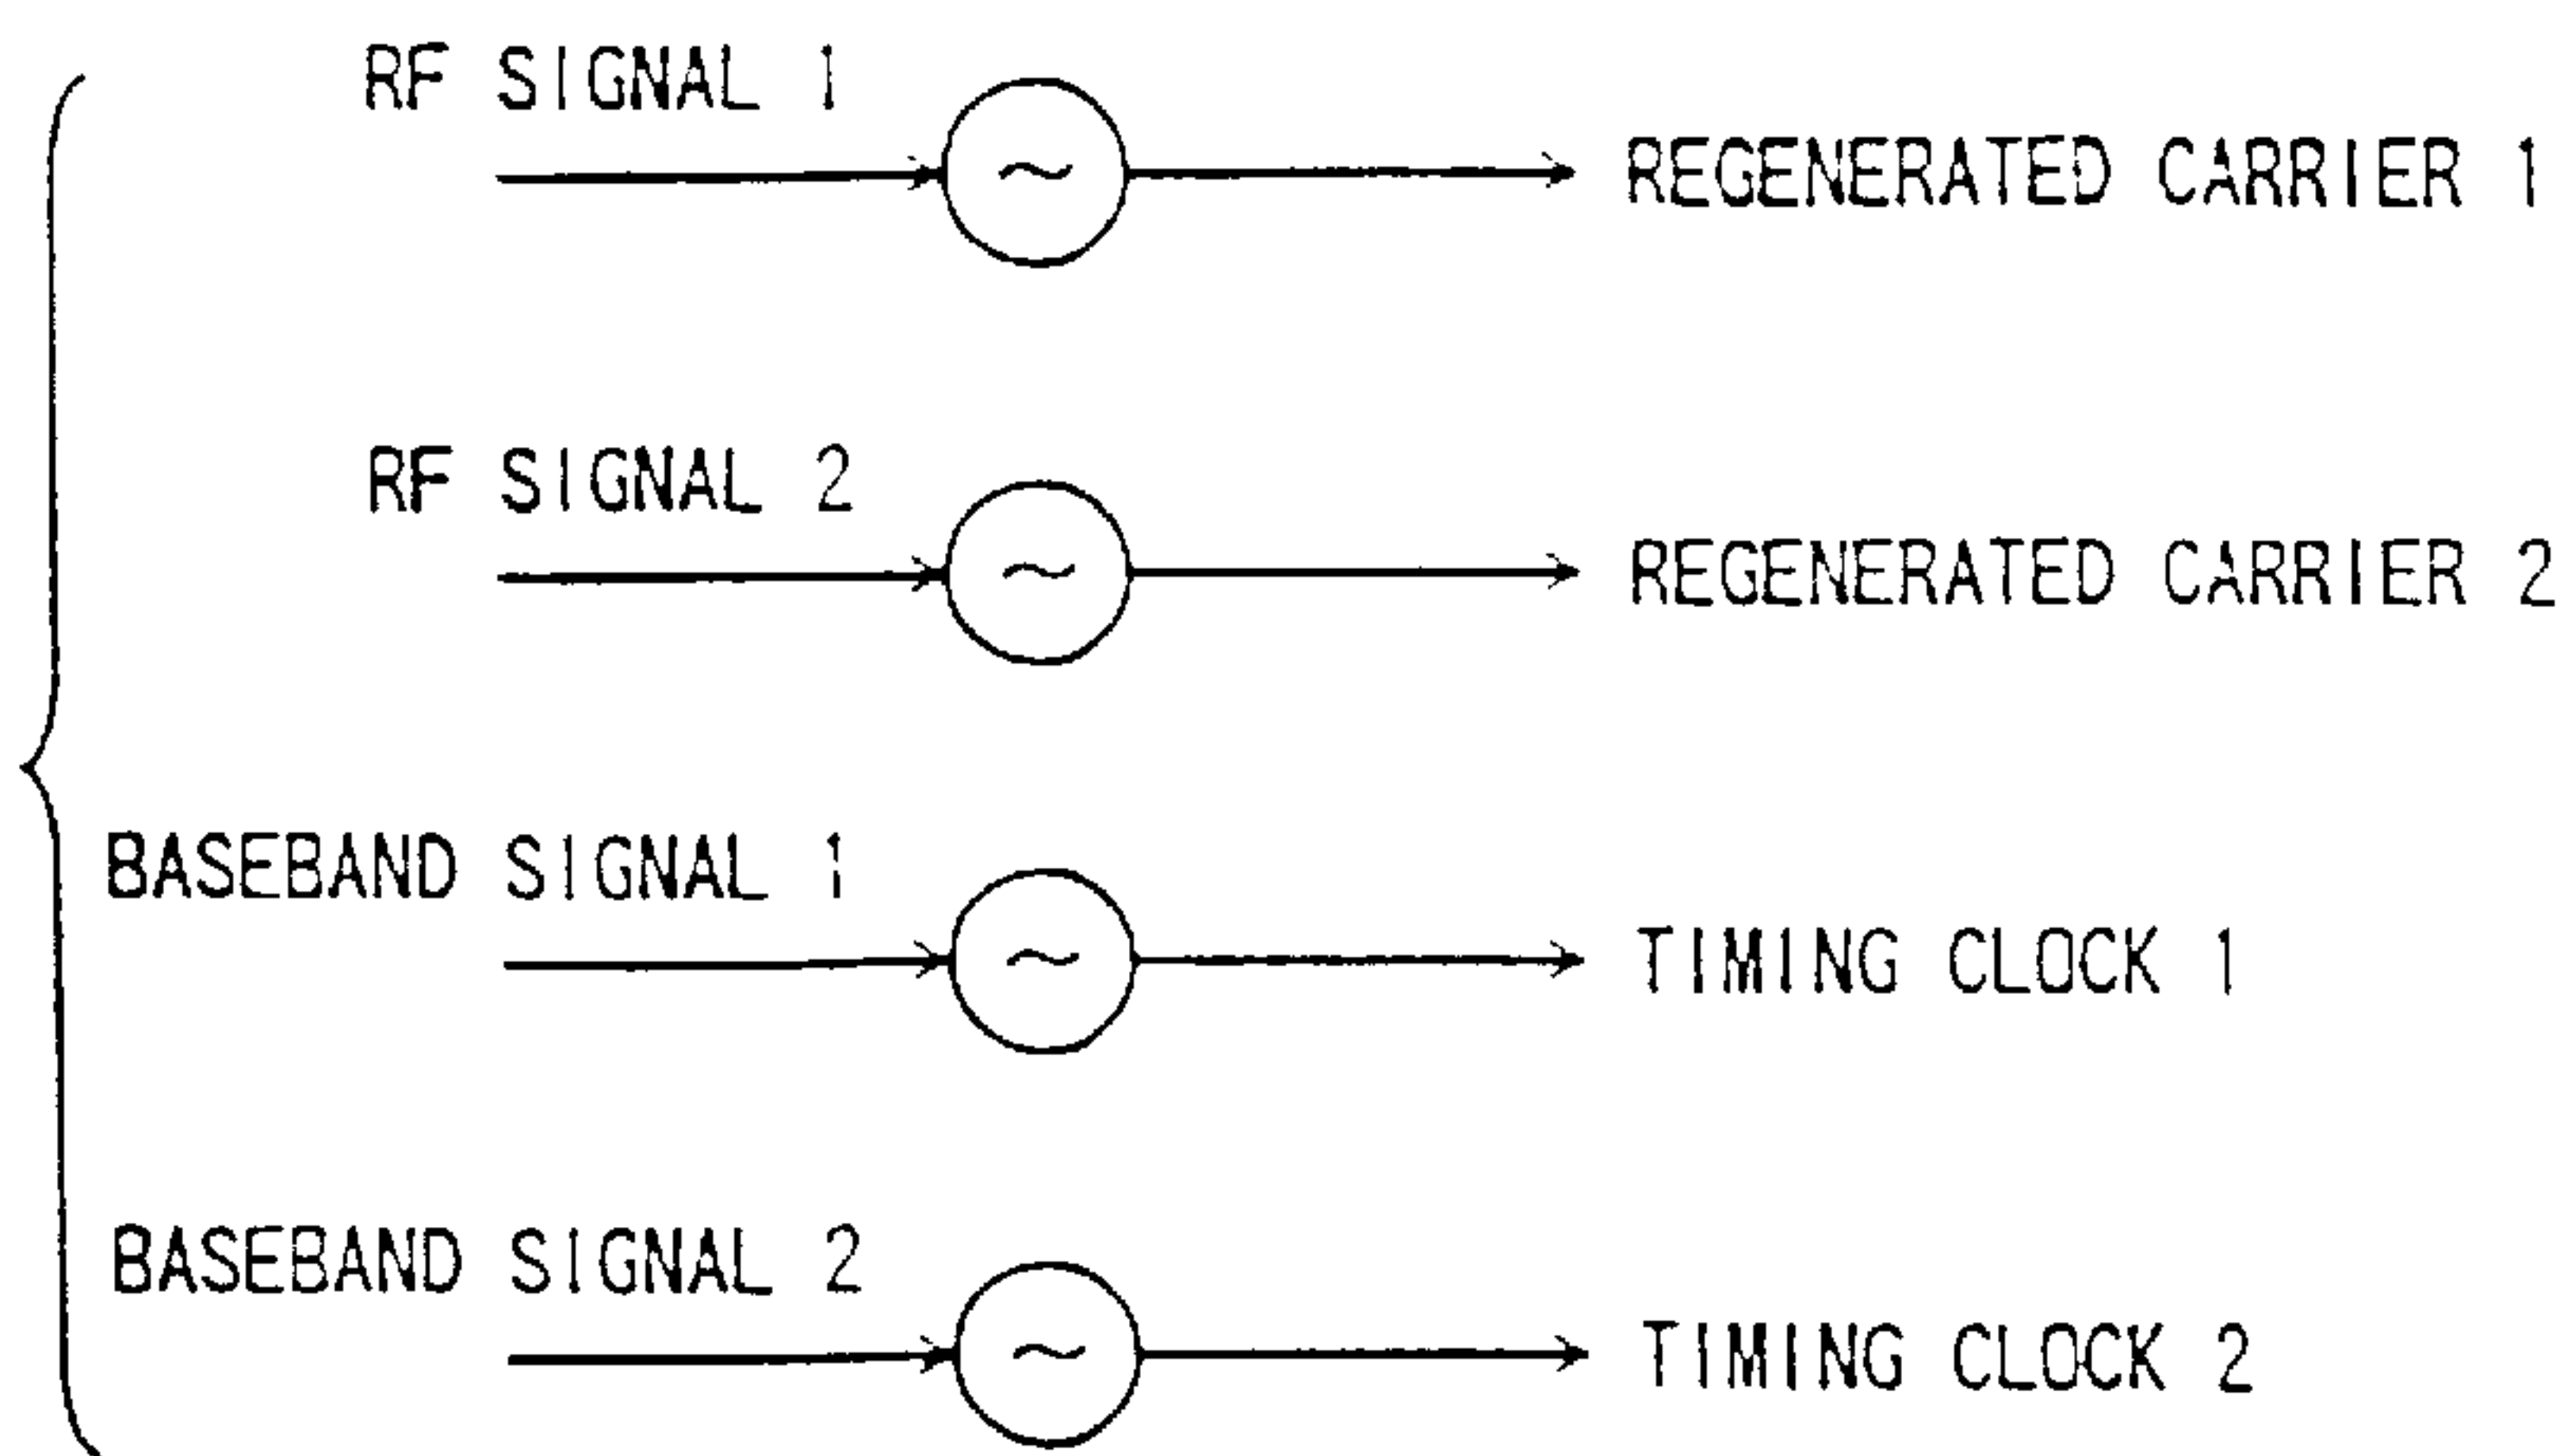 RF SIGNAL 1
REGENERATED CARRIER 1
RF SIGNAL 2
REGENERATED CARRIER 2
BASEBAND SIGNAL 1
TIMING CLOCK 1
BASEBAND SIGNAL 2
TIMING CLOCK 2